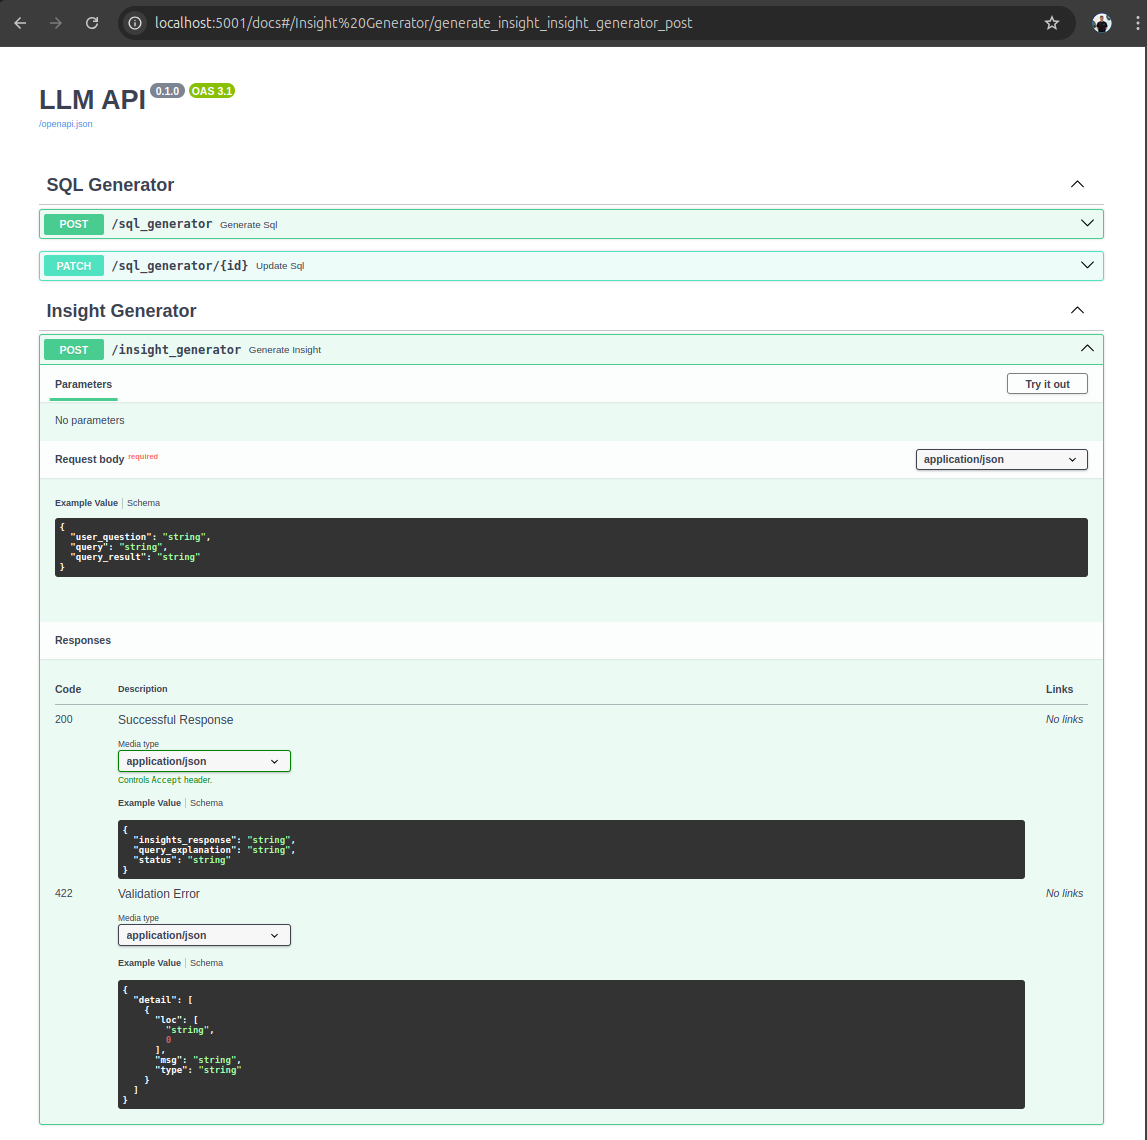 localhost:5001/docs#/Insight%20Generator/generate_insight_insight_generator_post
LLM API 0.1.0 OAS 3.1
/openapi.json
SQL Generator
POST /sql_generator Generate Sql
PATCH /sql_generator/{id} Update Sql
Insight Generator
POST /insight_generator Generate Insight
Parameters Try it out
No parameters
Request body required application/json
Example Value Schema
{
  "user_question": "string",
  "query": "string",
  "query_result": "string"
}
Responses
Code Description Links
200 Successful Response No links
Media type
application/json
Controls Accept header.
Example Value Schema
{
  "insights_response": "string",
  "query_explanation": "string",
  "status": "string"
}
422 Validation Error No links
Media type
application/json
Example Value Schema
{
  "detail": [
    {
      "loc": [
        "string",
        0
      ],
      "msg": "string",
      "type": "string"
    }
  ]
}